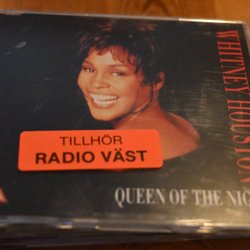 WHITNEY HOUSTON
TILLHÖR
RADIO VÄST
QUEEN OF THE NIG